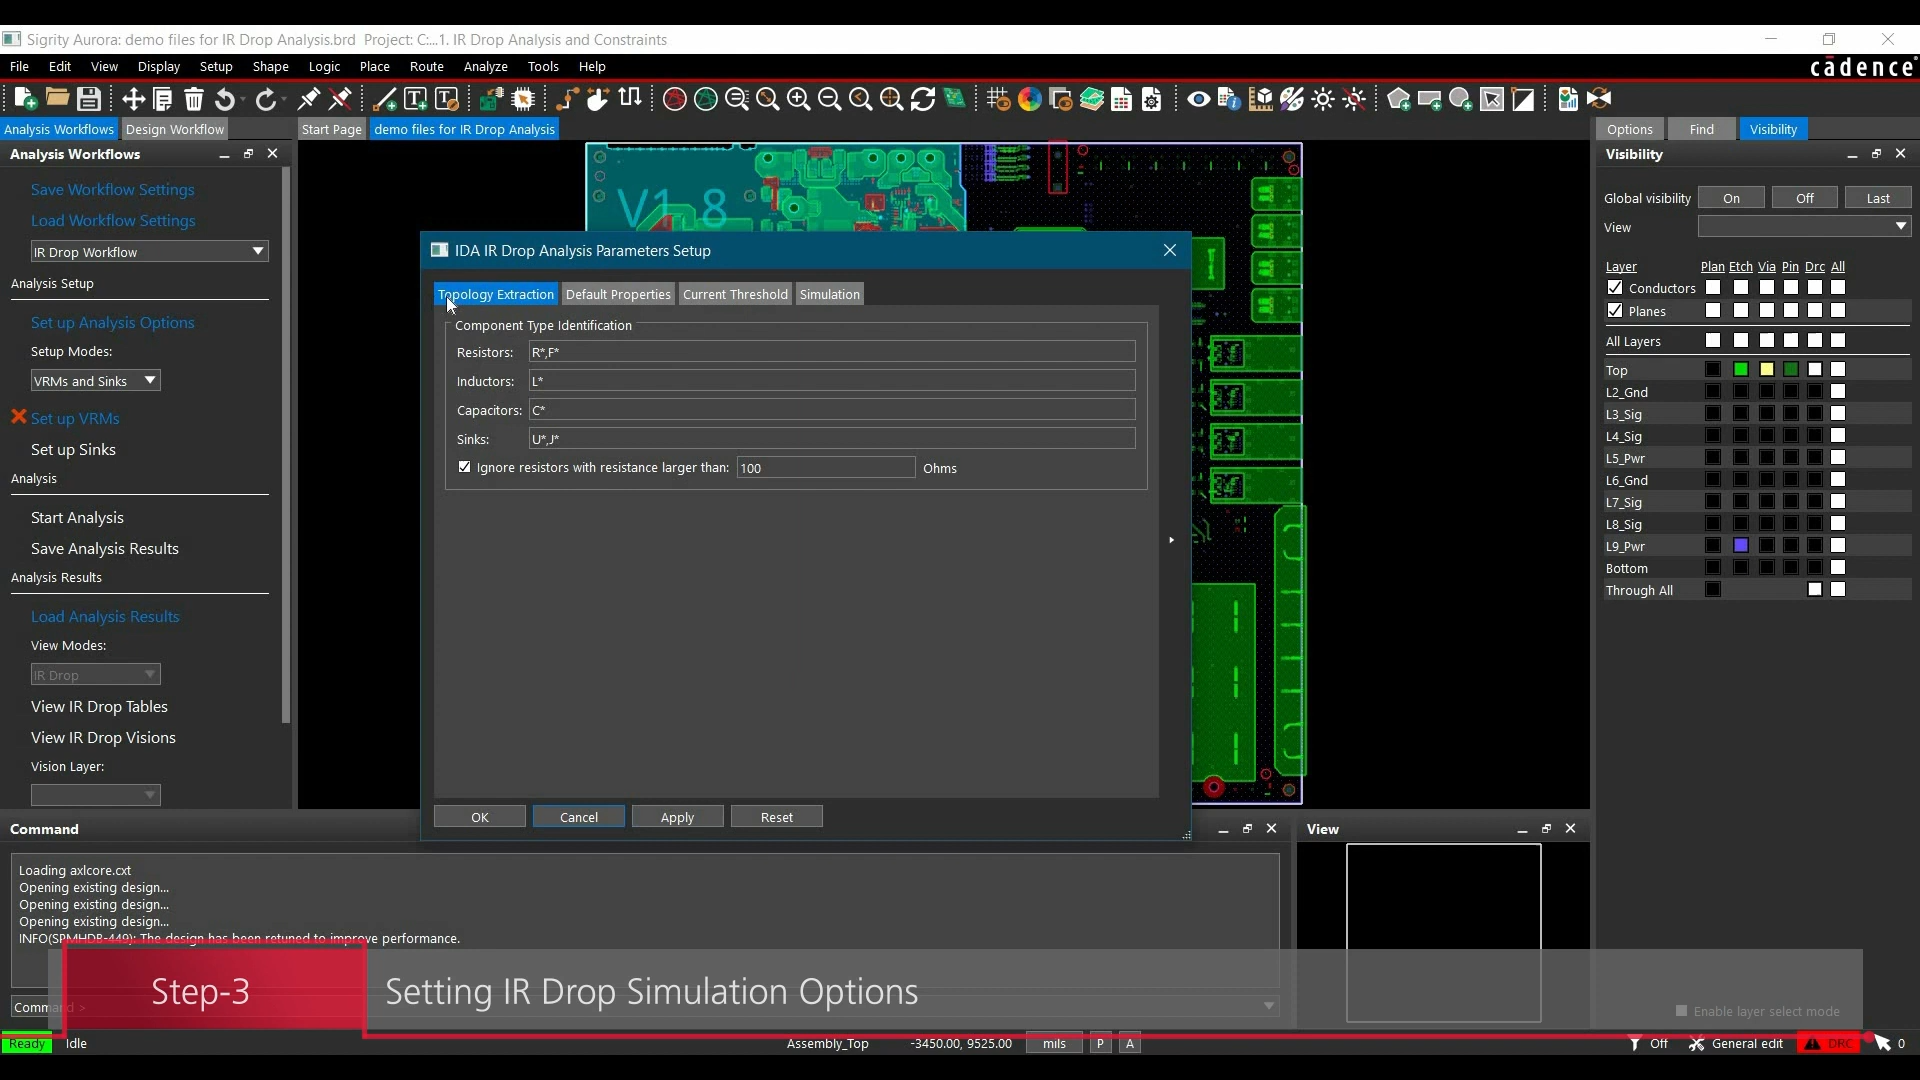 Sigrity Aurora: demo files for IR Drop Analysis.brd  Project: C:...1. IR Drop Analysis and Constraints
File Edit View Display Setup Shape Logic Place Route Analyze Tools Help
cādence
Analysis Workflows Design Workflow Start Page demo files for IR Drop Analysis Options Find Visibility
Analysis Workflows
Save Workflow Settings
Load Workflow Settings
IR Drop Workflow
Analysis Setup
Set up Analysis Options
Setup Modes:
VRMs and Sinks
Set up VRMs
Set up Sinks
Analysis
Start Analysis
Save Analysis Results
Analysis Results
Load Analysis Results
View Modes:
IR Drop
View IR Drop Tables
View IR Drop Visions
Vision Layer:
V1_8
IDA IR Drop Analysis Parameters Setup
Topology Extraction Default Properties Current Threshold Simulation
Component Type Identification
Resistors: R*,F*
Inductors: L*
Capacitors: C*
Sinks: U*,J*
Ignore resistors with resistance larger than: 100 Ohms
OK Cancel Apply Reset
Visibility
Global visibility On Off Last
View
Layer Plan Etch Via Pin Drc All
Conductors
Planes
All Layers
Top
L2_Gnd
L3_Sig
L4_Sig
L5_Pwr
L6_Gnd
L7_Sig
L8_Sig
L9_Pwr
Bottom
Through All
Command
Loading axlcore.cxt
Opening existing design...
Opening existing design...
Opening existing design...
INFO(SPMHDB-449): The design has been retuned to improve performance.
Command >
View
Enable layer select mode
Step-3 Setting IR Drop Simulation Options
Ready Idle Assembly_Top -3450.00, 9525.00 mils P A Off General edit DRC 0